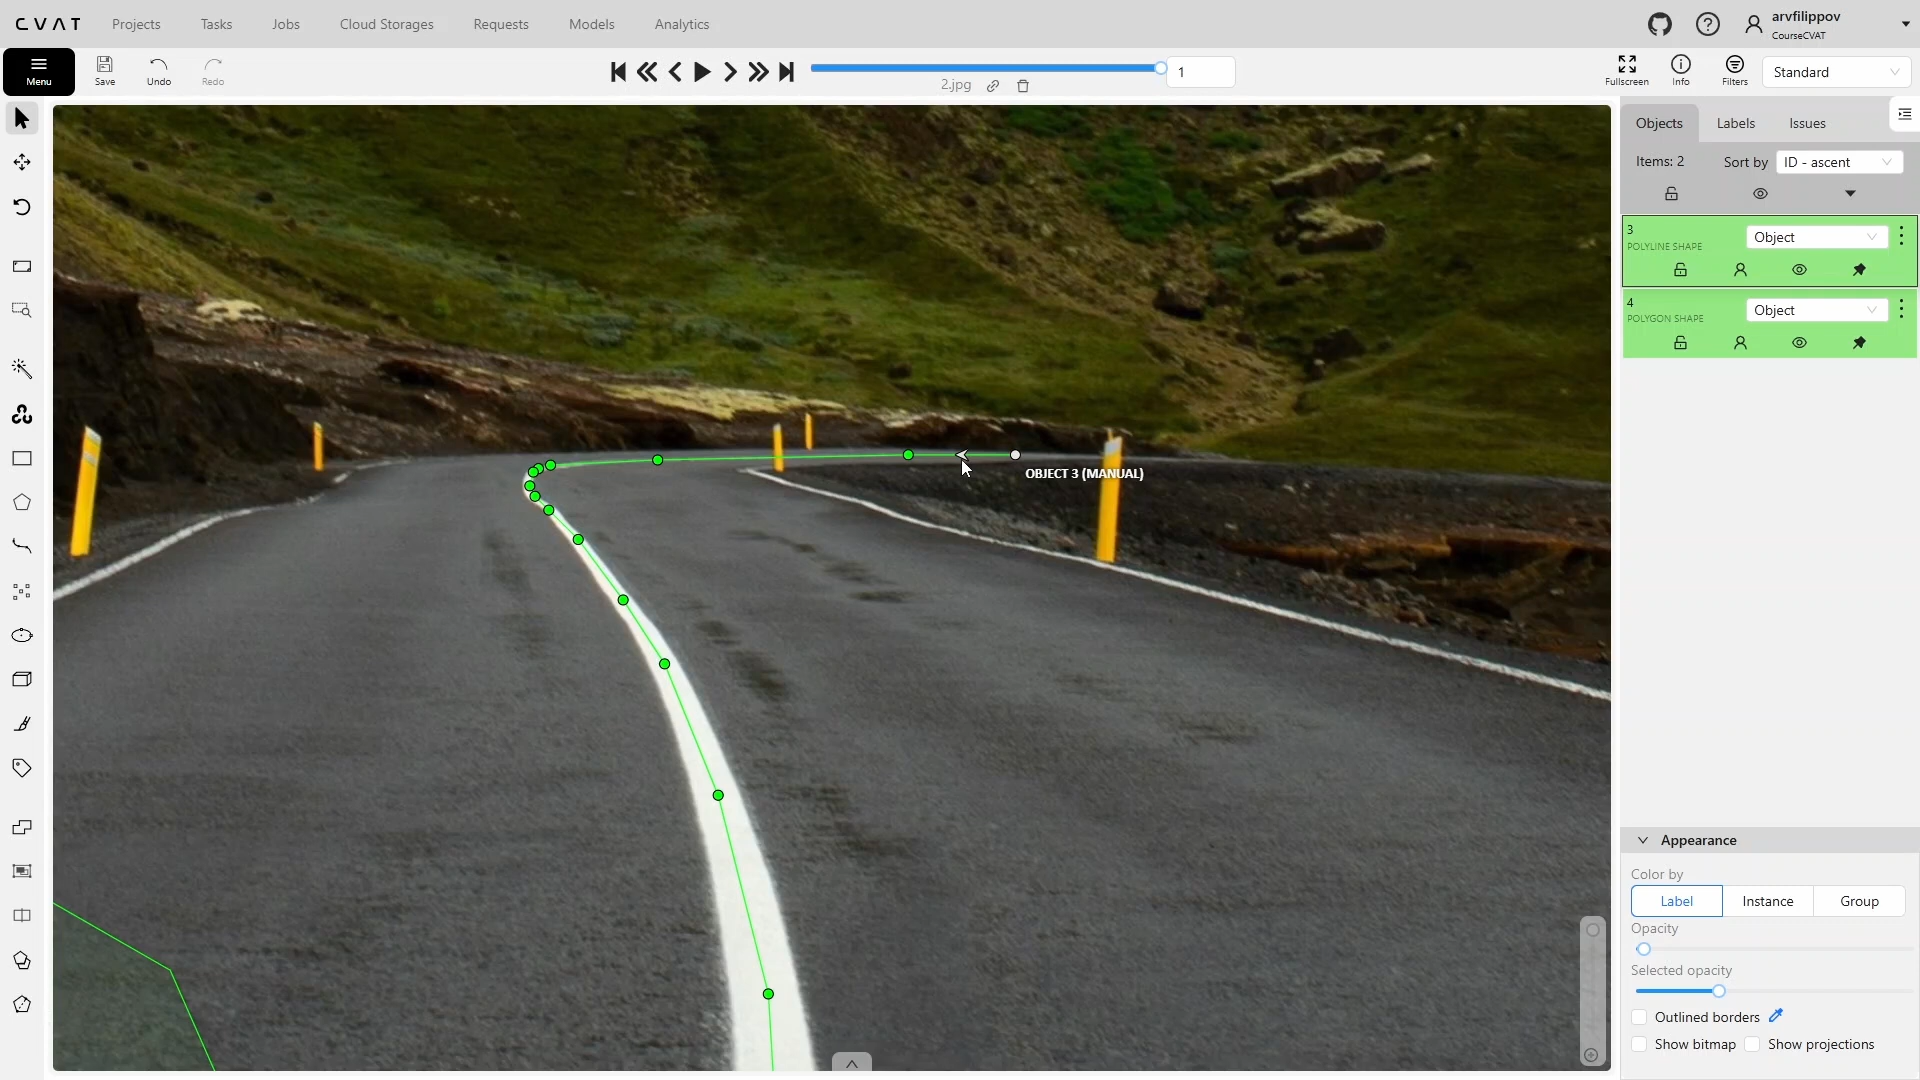 CVAT
Projects
Tasks
Jobs
Cloud Storages
Requests
Models
Analytics
arvfilippov
CourseCVAT
Menu
Save
Undo
Redo
2.jpg
1
Fullscreen
Info
Filters
Standard
Objects
Labels
Issues
Items: 2
Sort by
ID - ascent
3
POLYLINE SHAPE
Object
4
POLYGON SHAPE
Object
OBJECT 3 (MANUAL)
Appearance
Color by
Label
Instance
Group
Opacity
Selected opacity
Outlined borders
Show bitmap
Show projections